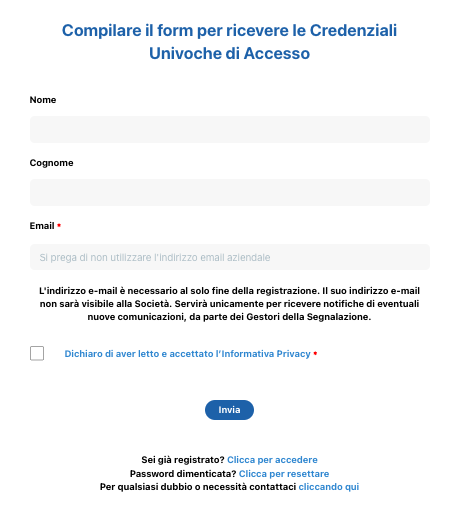 Compilare il form per ricevere le Credenziali
Univoche di Accesso
Nome
Cognome
Email *
Si prega di non utilizzare l'indirizzo email aziendale
L'indirizzo e-mail è necessario al solo fine della registrazione. Il suo indirizzo e-mail
non sarà visibile alla Società. Servirà unicamente per ricevere notifiche di eventuali
nuove comunicazioni, da parte dei Gestori della Segnalazione.
Dichiaro di aver letto e accettato l'Informativa Privacy *
Invia
Sei già registrato? Clicca per accedere
Password dimenticata? Clicca per resettare
Per qualsiasi dubbio o necessità contattaci cliccando qui